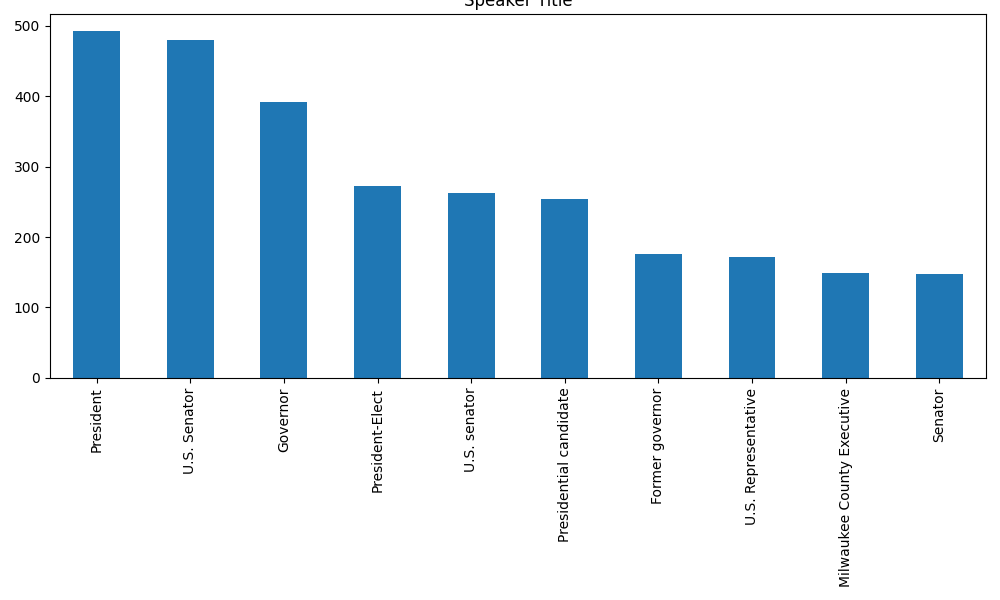 Speaker Title
500
400
300
200
100
0
President
U.S. Senator
Governor
President-Elect
U.S. senator
Presidential candidate
Former governor
U.S. Representative
Milwaukee County Executive
Senator